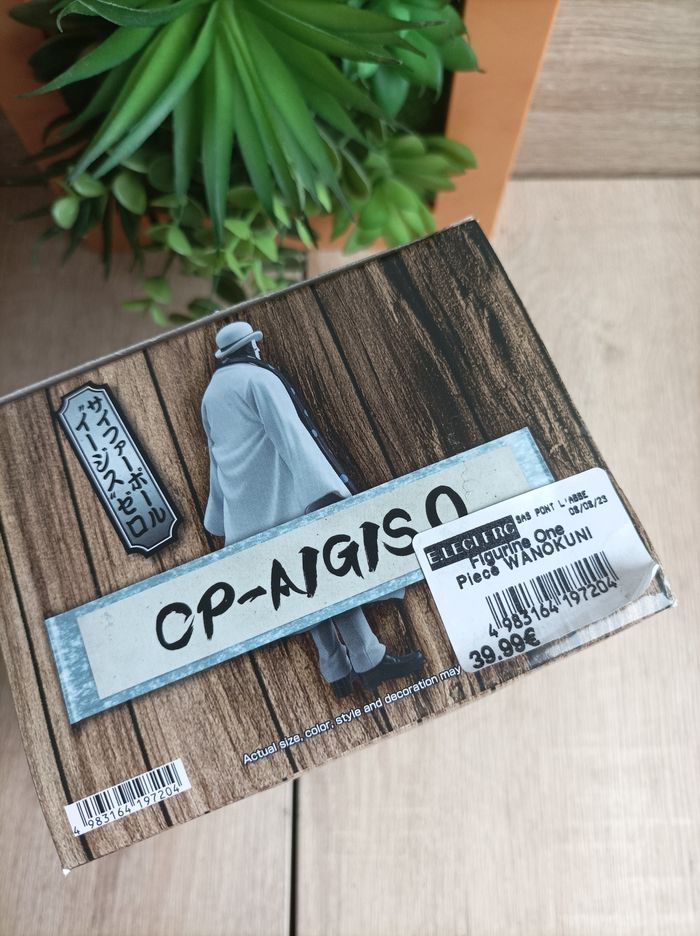 サイファーポール
“イージス”ゼロ
CP-AIGIS 0
E.LECLERC
SAS PONT L'ABBE
08/08/23
Figurine One
Piece WANOKUNI
4 983164 197204
39.99€
Actual size, color, style and decoration may
4 983164 197204